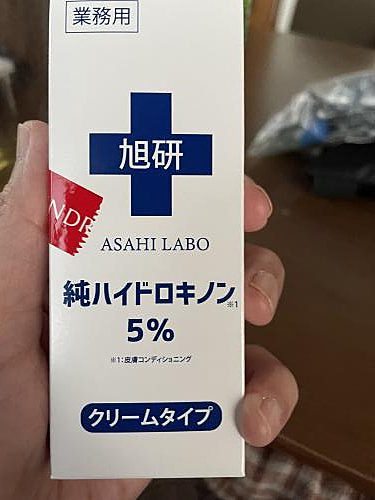 業務用
旭研
NDR
ASAHI LABO
純ハイドロキノン※1
5%
※1:皮膚コンディショニング
クリームタイプ